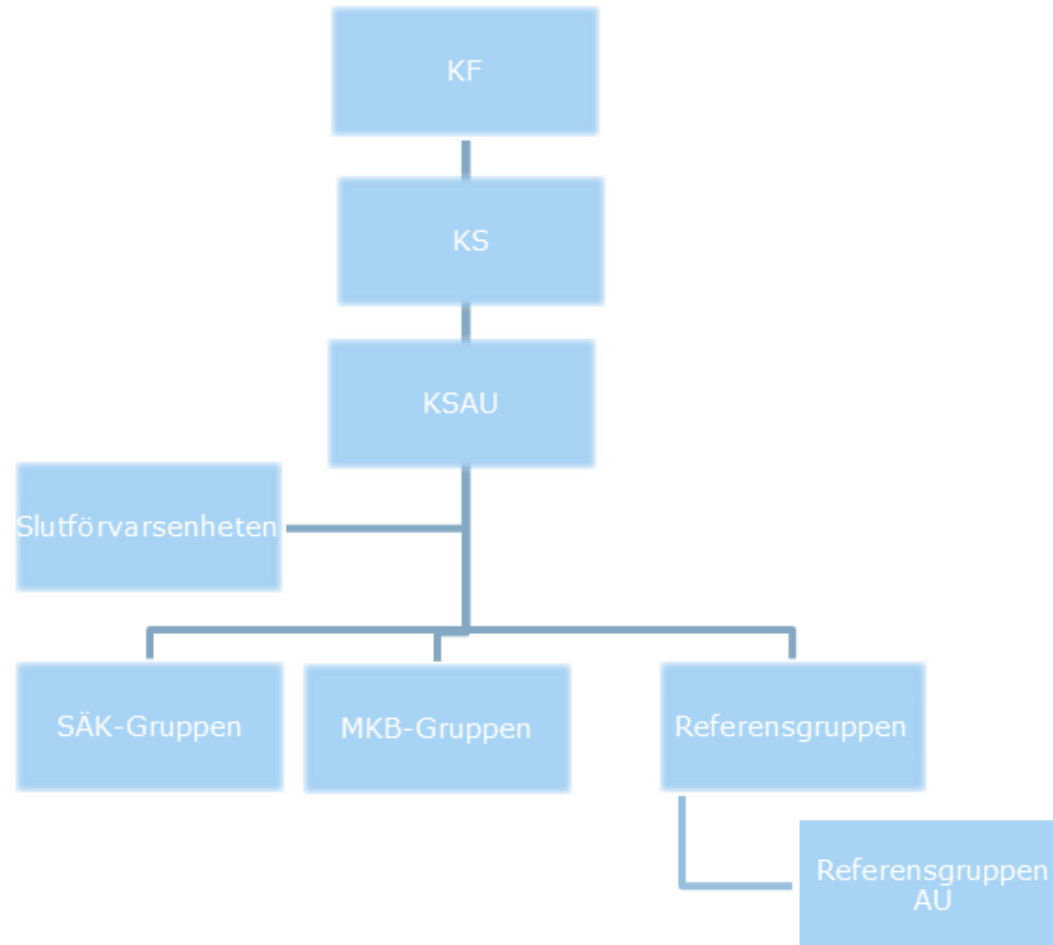 KF
KS
KSAU
Slutförvarsenheten
SÄK-Gruppen
MKB-Gruppen
Referensgruppen
Referensgruppen
AU